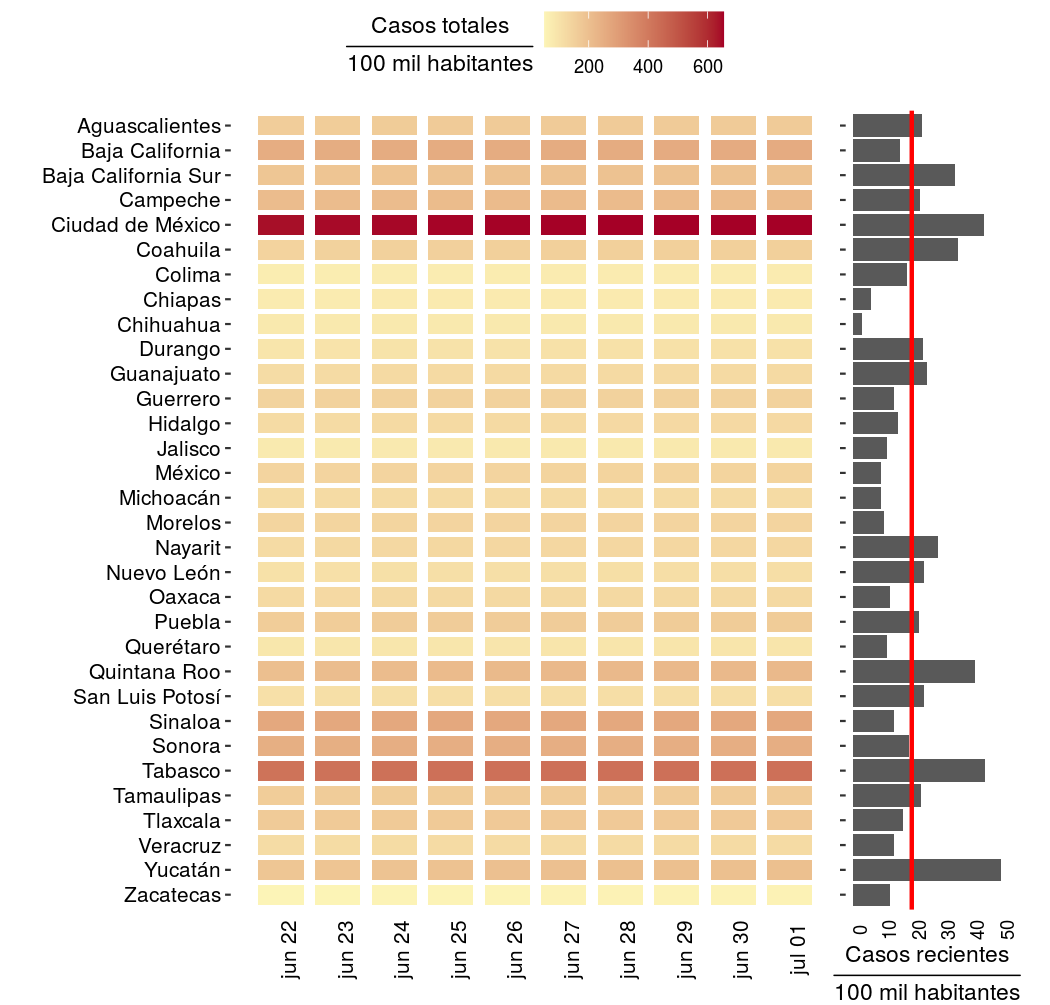 Casos totales
100 mil habitantes
200 400 600
Aguascalientes
Baja California
Baja California Sur
Campeche
Ciudad de México
Coahuila
Colima
Chiapas
Chihuahua
Durango
Guanajuato
Guerrero
Hidalgo
Jalisco
México
Michoacán
Morelos
Nayarit
Nuevo León
Oaxaca
Puebla
Querétaro
Quintana Roo
San Luis Potosí
Sinaloa
Sonora
Tabasco
Tamaulipas
Tlaxcala
Veracruz
Yucatán
Zacatecas
jun 22
jun 23
jun 24
jun 25
jun 26
jun 27
jun 28
jun 29
jun 30
jul 01
0
10
20
30
40
50
Casos recientes
100 mil habitantes